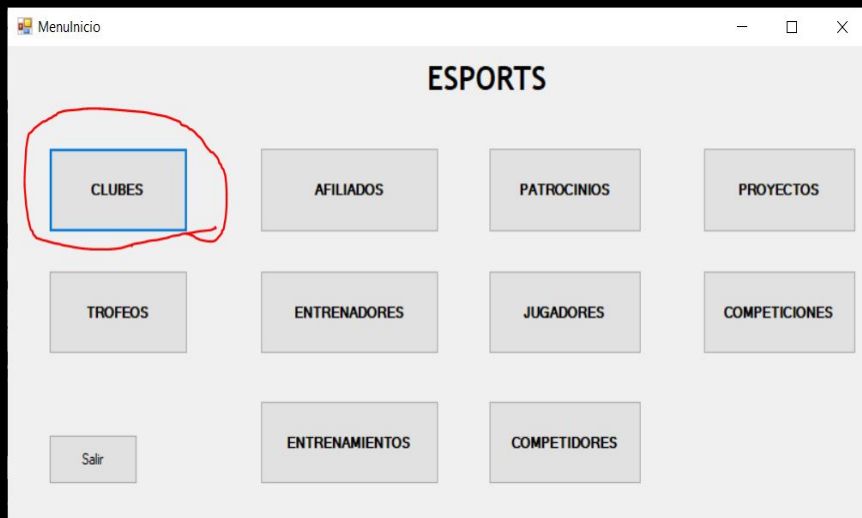 MenuInicio
ESPORTS
CLUBES AFILIADOS PATROCINIOS PROYECTOS
TROFEOS ENTRENADORES JUGADORES COMPETICIONES
Salir ENTRENAMIENTOS COMPETIDORES